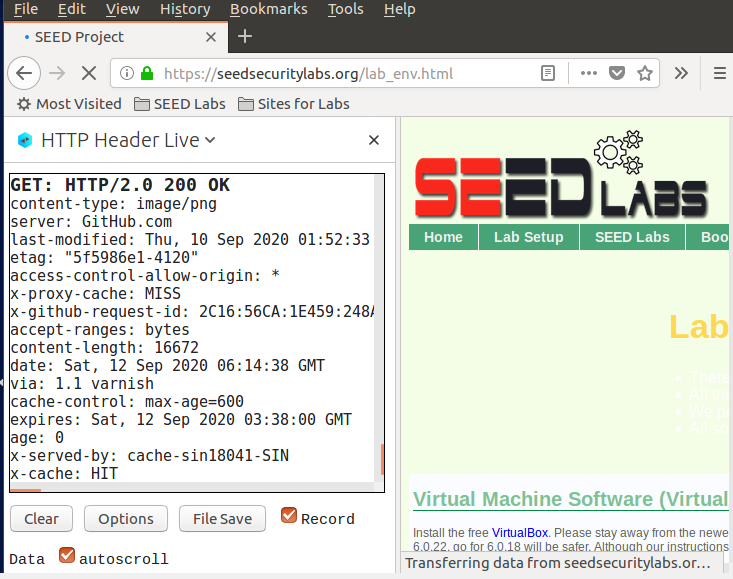 File Edit View History Bookmarks Tools Help
SEED Project
https://seedsecuritylabs.org/lab_env.html
Most Visited SEED Labs Sites for Labs
HTTP Header Live
GET: HTTP/2.0 200 OK
content-type: image/png
server: GitHub.com
last-modified: Thu, 10 Sep 2020 01:52:33
etag: "5f5986e1-4120"
access-control-allow-origin: *
x-proxy-cache: MISS
x-github-request-id: 2C16:56CA:1E459:248A
accept-ranges: bytes
content-length: 16672
date: Sat, 12 Sep 2020 06:14:38 GMT
via: 1.1 varnish
cache-control: max-age=600
expires: Sat, 12 Sep 2020 03:38:00 GMT
age: 0
x-served-by: cache-sin18041-SIN
x-cache: HIT
Clear Options File Save Record
Data autoscroll
SEED LABS
Home Lab Setup SEED Labs Boo
Lab
There
All th
We p
All so
Virtual Machine Software (Virtual
Install the free VirtualBox. Please stay away from the newe
6.0.22, go for 6.0.18 will be safer. Although our instructions
Transferring data from seedsecuritylabs.or…